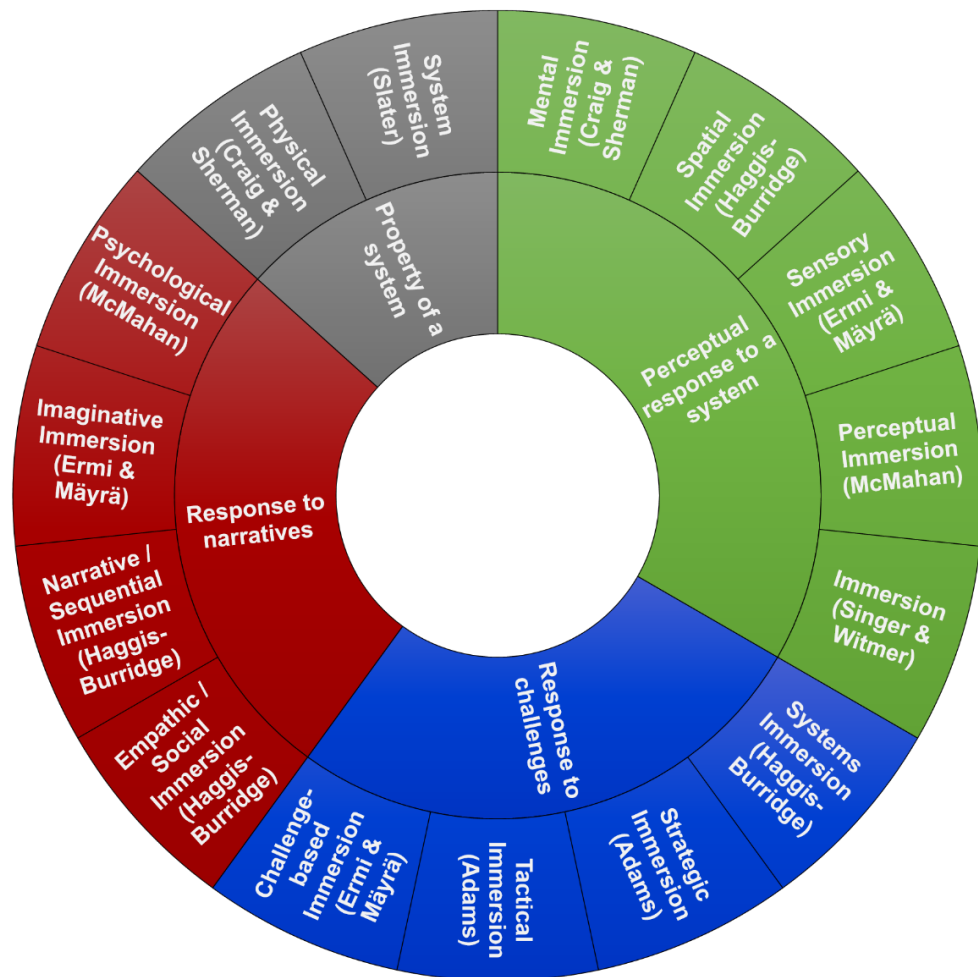 System
Immersion
(Slater)
Mental
Immersion
(Craig &
Sherman)
Spatial
Immersion
(Haggis-
Burridge)
Sensory
Immersion
(Ermi &
Mäyrä)
Perceptual
Immersion
(McMahan)
Immersion
(Singer &
Witmer)
Systems
Immersion
(Haggis-
Burridge)
Strategic
Immersion
(Adams)
Tactical
Immersion
(Adams)
Challenge-
based
Immersion
(Ermi &
Mäyrä)
Empathic /
Social
Immersion
(Haggis-
Burridge)
Narrative /
Sequential
Immersion
(Haggis-
Burridge)
Imaginative
Immersion
(Ermi &
Mäyrä)
Psychological
Immersion
(McMahan)
Physical
Immersion
(Craig &
Sherman)
Property of a
system
Perceptual
response to a
system
Response to
challenges
Response to
narratives